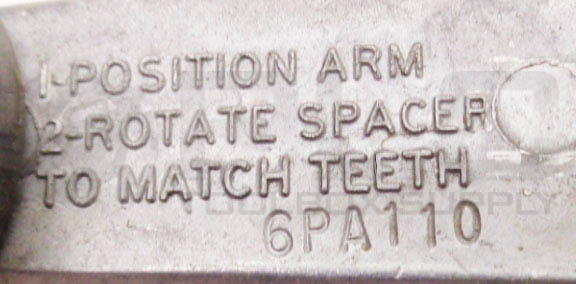 1-POSITION ARM
2-ROTATE SPACER
TO MATCH TEETH
6PA110